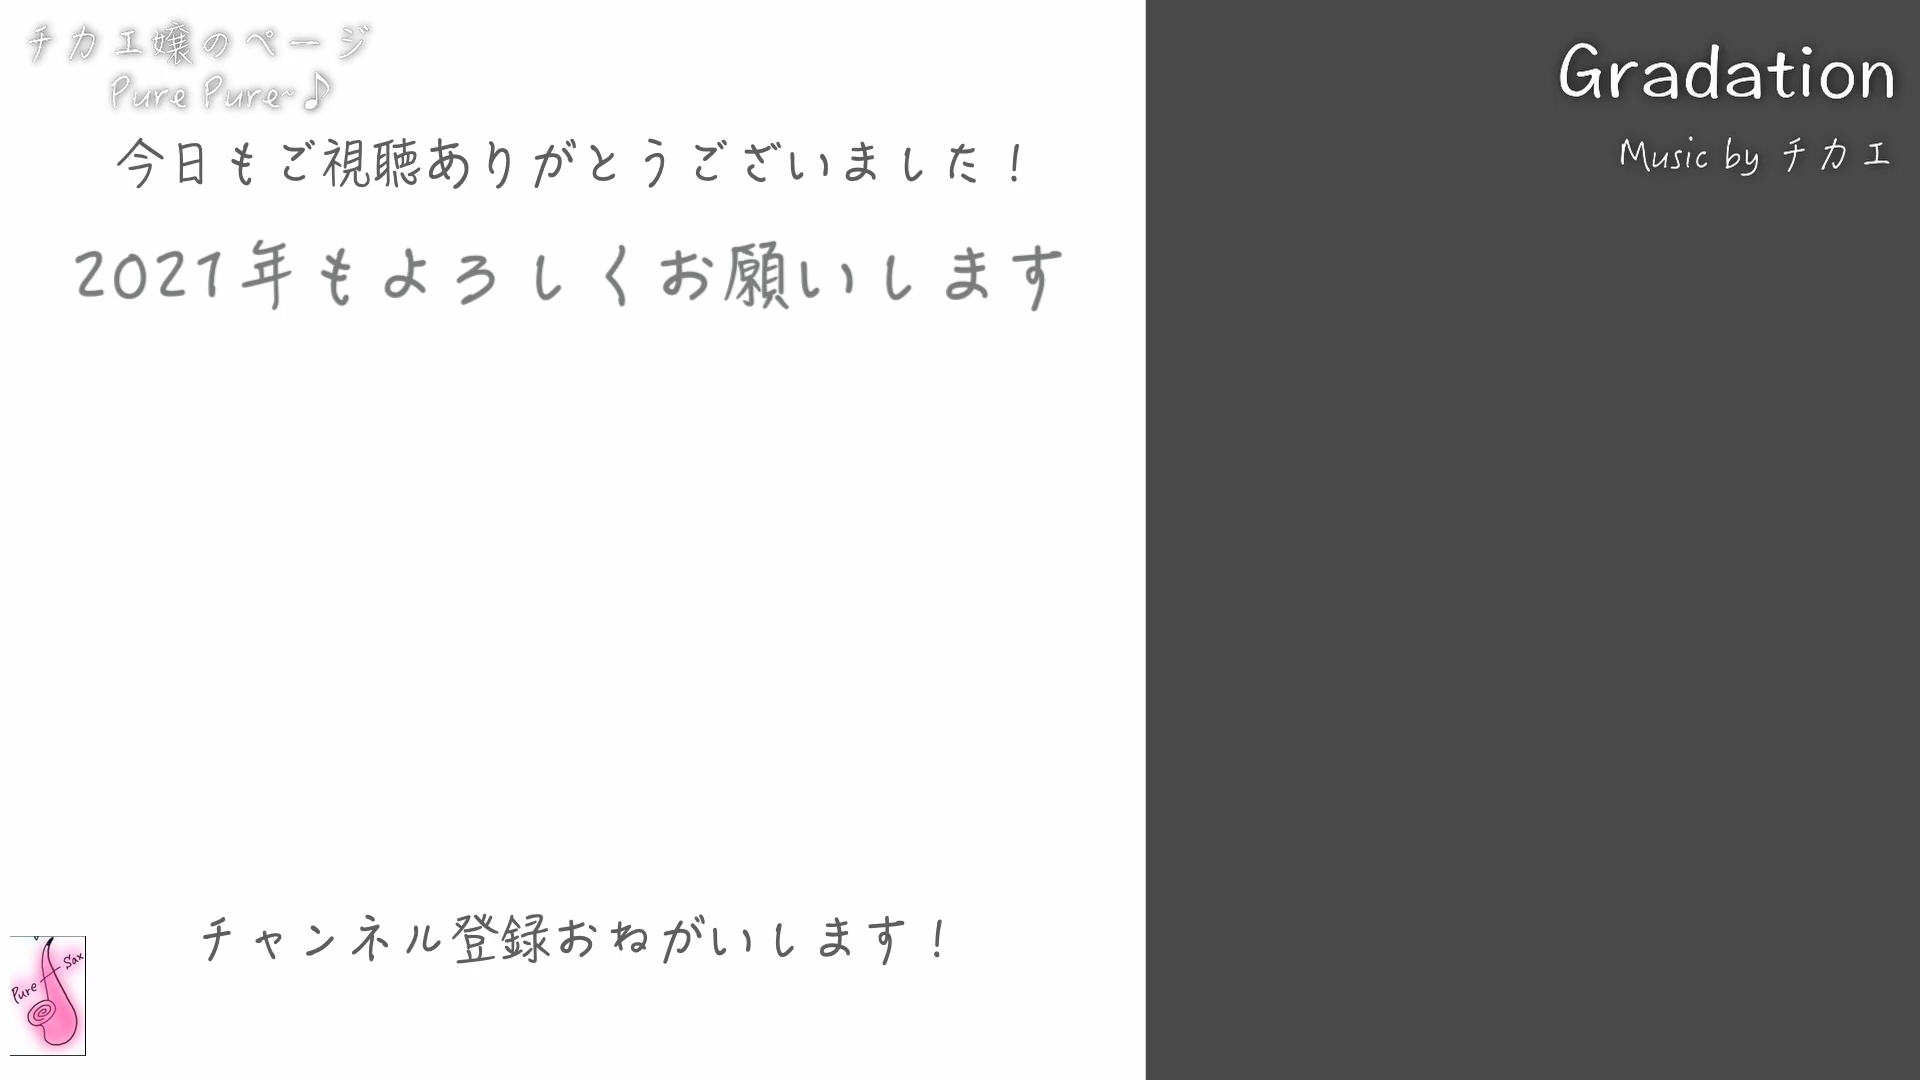 チカエ嬢のページ
Pure Pure~♪
今日もご視聴ありがとうございました！
2021年もよろしくお願いします
チャンネル登録おねがいします！
Pure Sax
Gradation
Music by チカエ